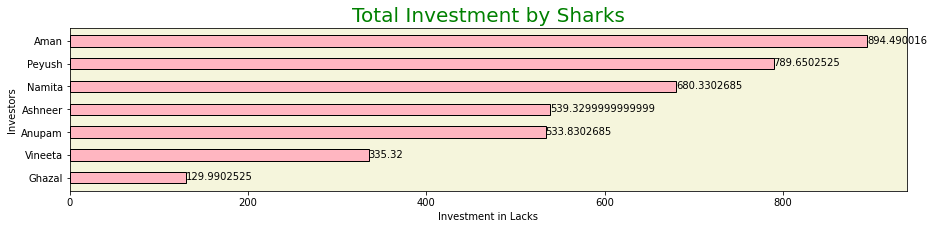 Total Investment by Sharks
Aman 894.490016
Peyush 789.6502525
Namita 680.3302685
Ashneer 539.3299999999999
Anupam 533.8302685
Vineeta 335.32
Ghazal 129.9902525
Investors
0 200 400 600 800
Investment in Lacks